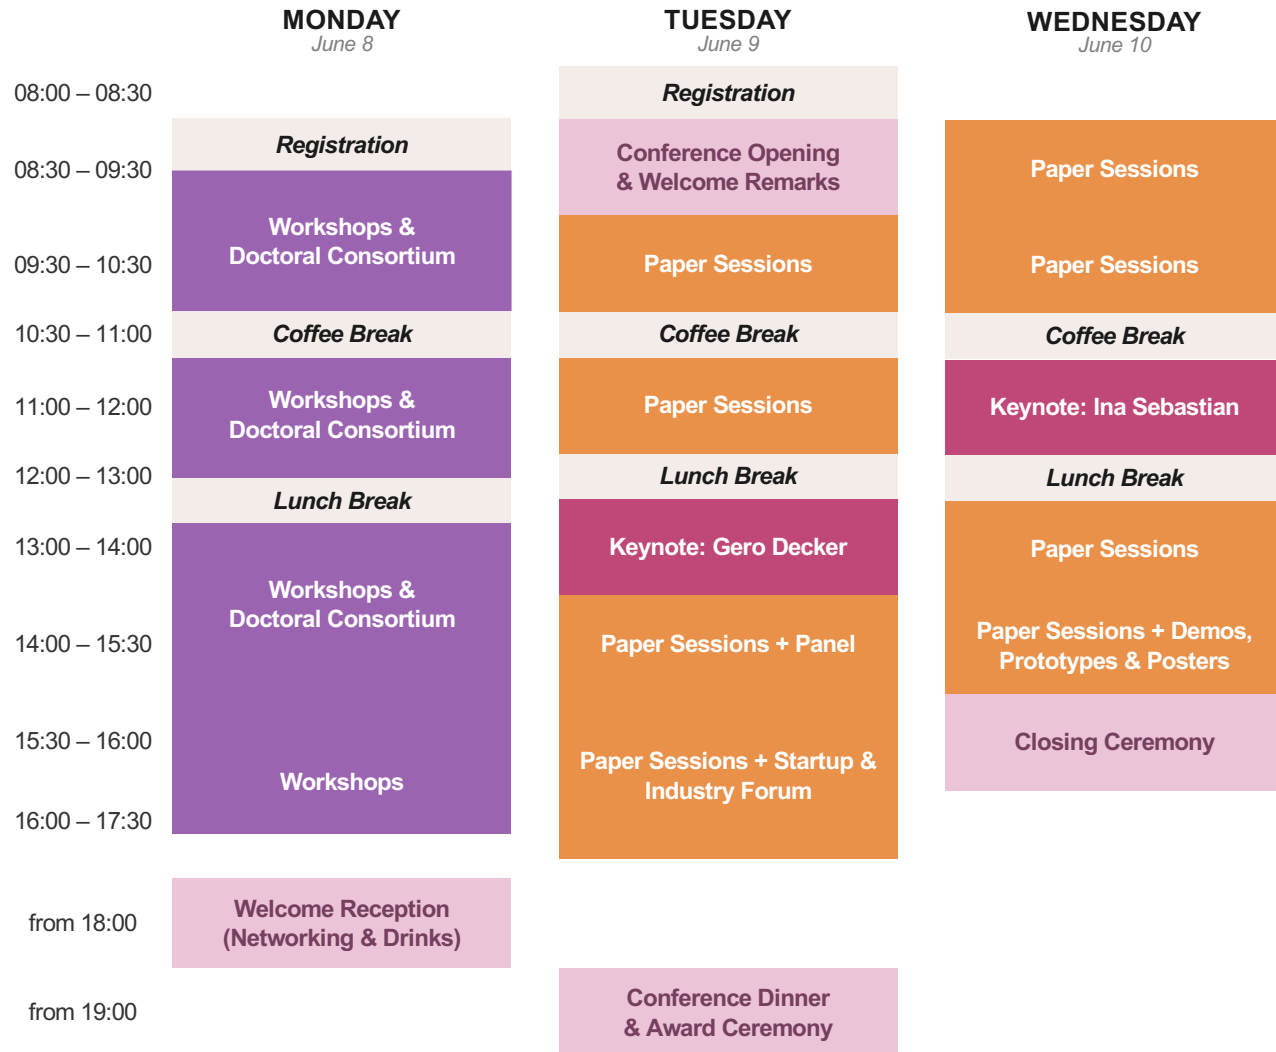 MONDAY
June 8
TUESDAY
June 9
WEDNESDAY
June 10
08:00 – 08:30
Registration
Registration
08:30 – 09:30
Conference Opening
& Welcome Remarks
Paper Sessions
Workshops &
Doctoral Consortium
09:30 – 10:30
Paper Sessions
Paper Sessions
10:30 – 11:00
Coffee Break
Coffee Break
Coffee Break
11:00 – 12:00
Workshops &
Doctoral Consortium
Paper Sessions
Keynote: Ina Sebastian
12:00 – 13:00
Lunch Break
Lunch Break
Lunch Break
13:00 – 14:00
Keynote: Gero Decker
Paper Sessions
Workshops &
Doctoral Consortium
14:00 – 15:30
Paper Sessions + Panel
Paper Sessions + Demos,
Prototypes & Posters
15:30 – 16:00
Closing Ceremony
Workshops
Paper Sessions + Startup &
Industry Forum
16:00 – 17:30
from 18:00
Welcome Reception
(Networking & Drinks)
from 19:00
Conference Dinner
& Award Ceremony